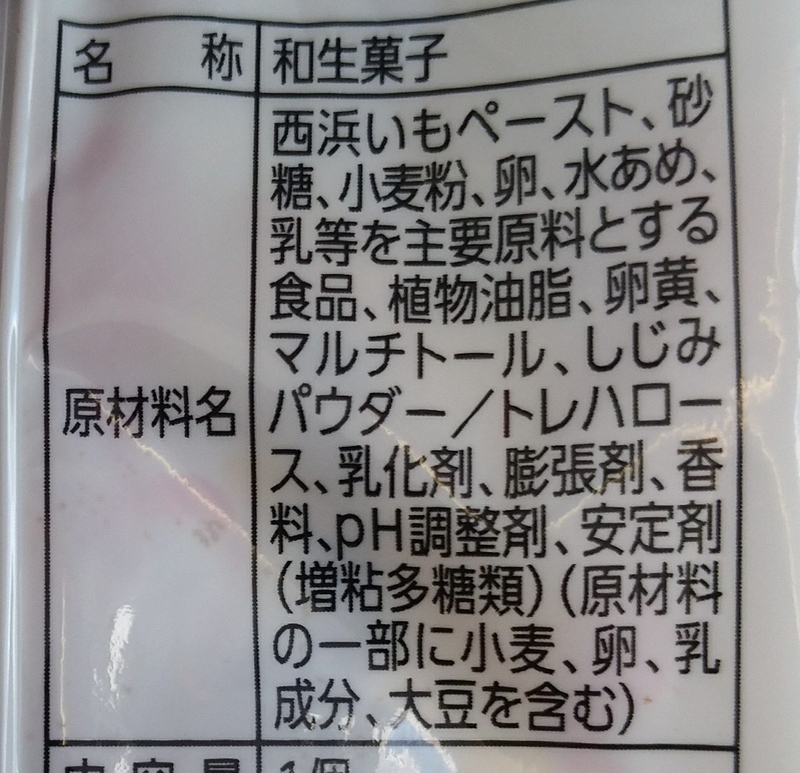 名称 和生菓子
原材料名
西浜いもペースト、砂
糖、小麦粉、卵、水あめ、
乳等を主要原料とする
食品、植物油脂、卵黄、
マルチトール、しじみ
パウダー／トレハロー
ス、乳化剤、膨張剤、香
料、pH調整剤、安定剤
(増粘多糖類)(原材料
の一部に小麦、卵、乳
成分、大豆を含む)
内容量 1個